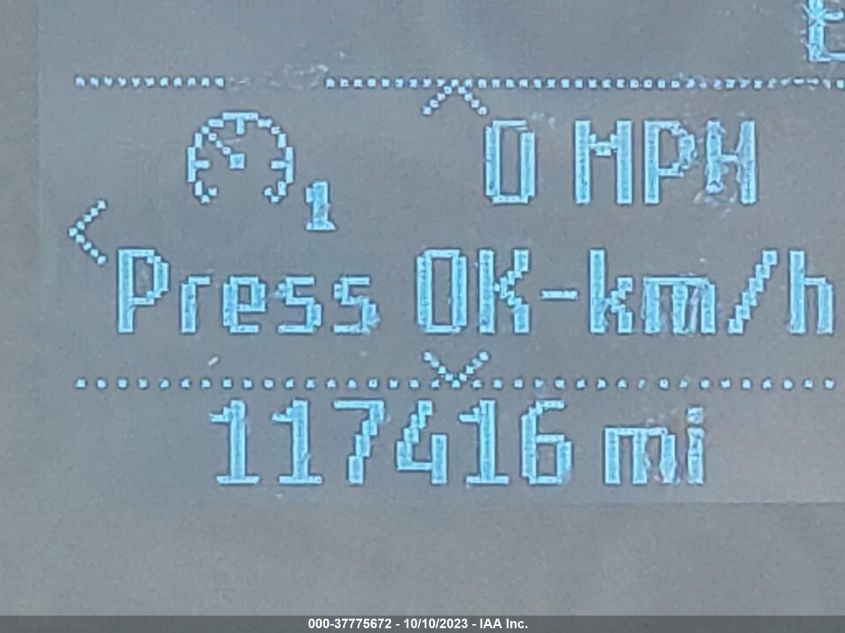 0 MPH
1
Press OK-km/h
117416 mi
000-37775672 - 10/10/2023 - IAA Inc.